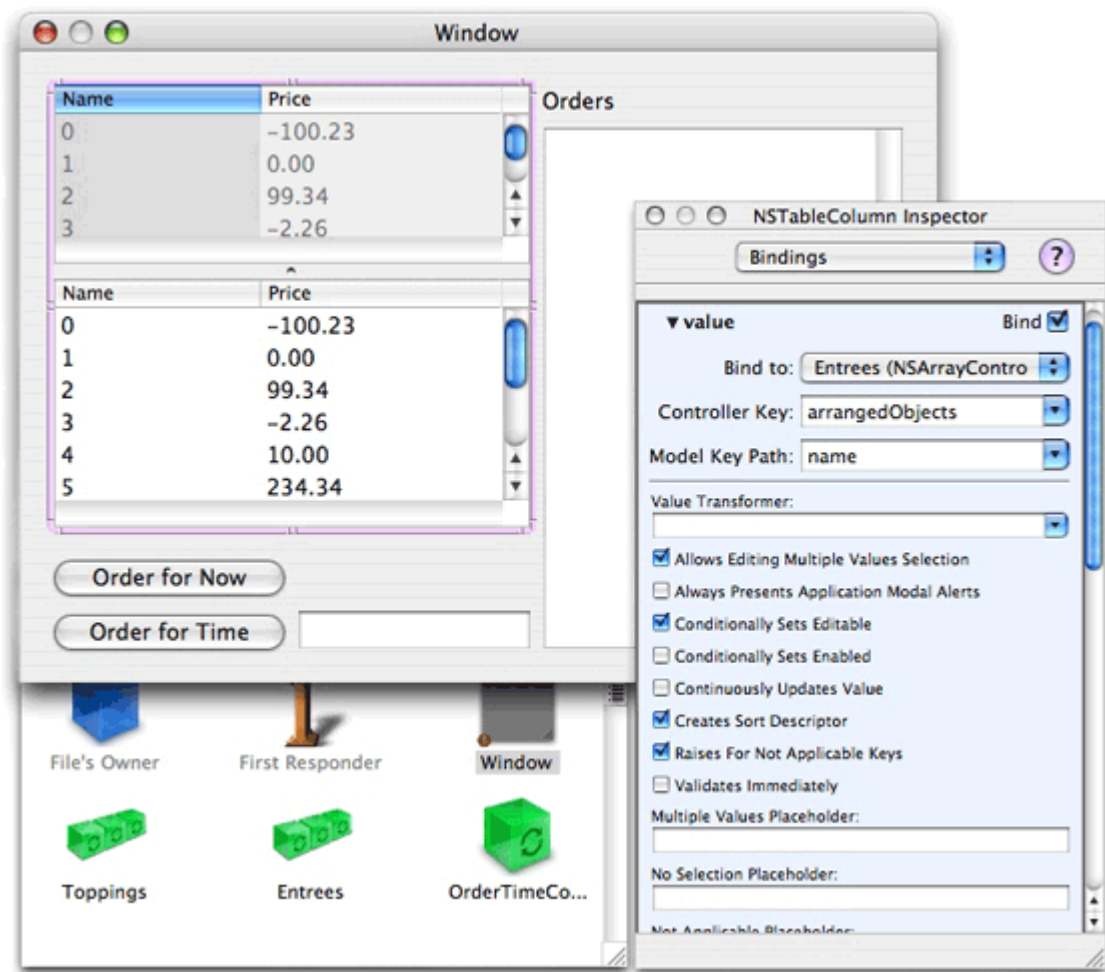 Window
Name Price
0 -100.23
1 0.00
2 99.34
3 -2.26
Name Price
0 -100.23
1 0.00
2 99.34
3 -2.26
4 10.00
5 234.34
Order for Now
Order for Time
Orders
NSTableColumn Inspector
Bindings
?
value Bind
Bind to: Entrees (NSArrayContro
Controller Key: arrangedObjects
Model Key Path: name
Value Transformer:
Allows Editing Multiple Values Selection
Always Presents Application Modal Alerts
Conditionally Sets Editable
Conditionally Sets Enabled
Continuously Updates Value
Creates Sort Descriptor
Raises For Not Applicable Keys
Validates Immediately
Multiple Values Placeholder:
No Selection Placeholder:
Not Applicable Placeholder:
File's Owner First Responder Window
Toppings Entrees OrderTimeCo...